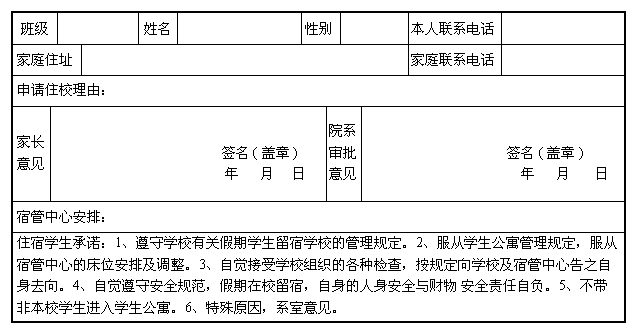 班级 姓名 性别 本人联系电话
家庭住址 家庭联系电话
申请住校理由：
家长
意见
签名（盖章）
年 月 日
院系
审批
意见
签名（盖章）
年 月 日
宿管中心安排：
住宿学生承诺：1、遵守学校有关假期学生留宿学校的管理规定。2、服从学生公寓管理规定，服从
宿管中心的床位安排及调整。3、自觉接受学校组织的各种检查，按规定向学校及宿管中心告之自
身去向。4、自觉遵守安全规范，假期在校留宿，自身的人身安全与财物 安全责任自负。5、不带
非本校学生进入学生公寓。6、特殊原因，系室意见。